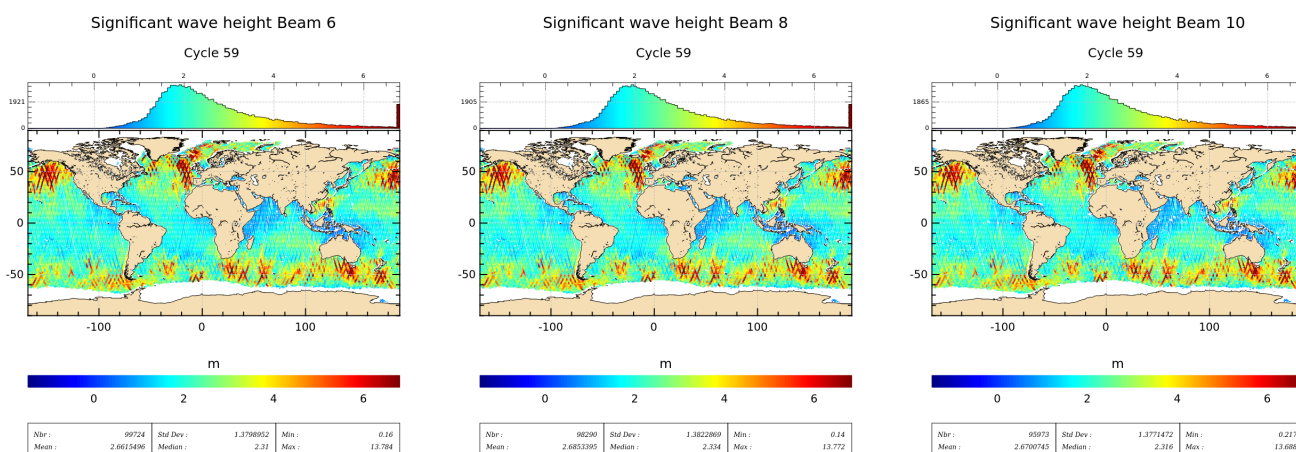 Significant wave height Beam 6
Cycle 59
0 2 4 6
1921
0
50
0
-50
-100 0 100
m
0 2 4 6
Nbr : 99724 Std Dev : 1.3798952 Min : 0.16
Mean : 2.6615496 Median : 2.31 Max : 13.784
Significant wave height Beam 8
Cycle 59
0 2 4 6
1905
0
50
0
-50
-100 0 100
m
0 2 4 6
Nbr : 98290 Std Dev : 1.3822869 Min : 0.14
Mean : 2.6853395 Median : 2.334 Max : 13.772
Significant wave height Beam 10
Cycle 59
0 2 4 6
1865
0
50
0
-50
-100 0 100
m
0 2 4 6
Nbr : 95973 Std Dev : 1.3771472 Min : 0.217
Mean : 2.6700745 Median : 2.316 Max : 13.688